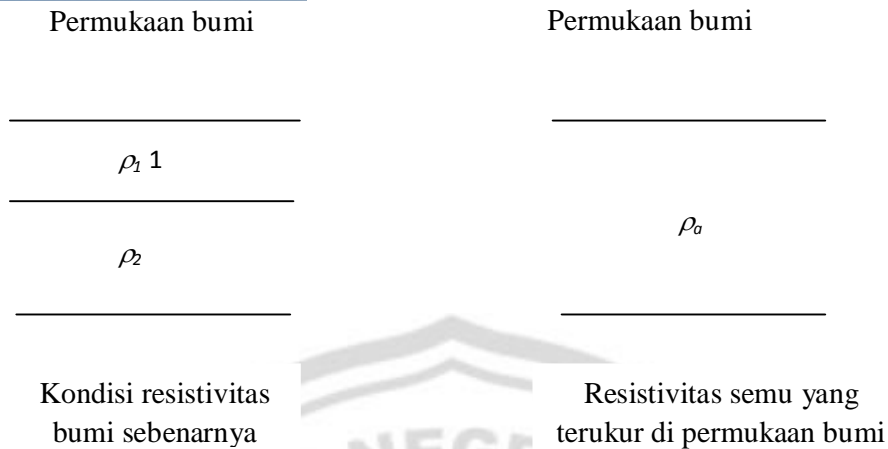 Permukaan bumi
ρ₁ 1
ρ₂
Kondisi resistivitas
bumi sebenarnya
Permukaan bumi
ρₐ
Resistivitas semu yang
terukur di permukaan bumi